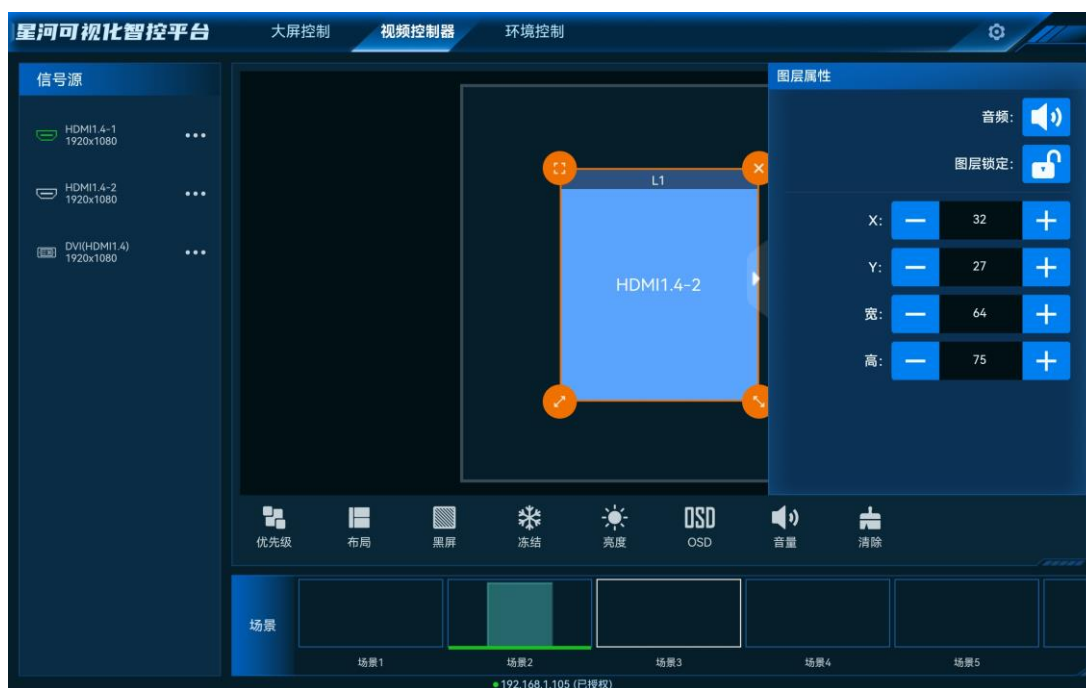 星河可视化智控平台
大屏控制 视频控制器 环境控制
信号源
HDMI1.4-1
1920x1080
HDMI1.4-2
1920x1080
DVI(HDMI1.4)
1920x1080
L1
HDMI1.4-2
图层属性
音频:
图层锁定:
X: 32
Y: 27
宽: 64
高: 75
优先级 布局 黑屏 冻结 亮度 OSD OSD 音量 清除
场景
场景1 场景2 场景3 场景4 场景5
192.168.1.105 (已授权)